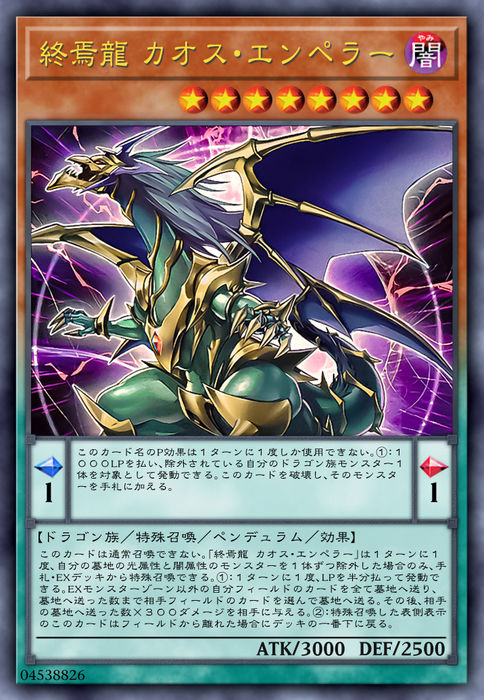 終焉龍 カオス・エンペラー
やみ
闇
このカード名のP効果は１ターンに１度しか使用できない。①：１
０００LPを払い、除外されている自分のドラゴン族モンスター１
体を対象として発動できる。このカードを破壊し、そのモンスタ
ーを手札に加える。
1
1
【ドラゴン族／特殊召喚／ペンデュラム／効果】
このカードは通常召喚できない。「終焉龍 カオス・エンペラー」は１ターンに１
度、自分の墓地の光属性と闇属性のモンスターを１体ずつ除外した場合のみ、手
札・EXデッキから特殊召喚できる。①：１ターンに１度、LPを半分払って発動で
きる。EXモンスターゾーン以外の自分フィールドのカードを全て墓地へ送り、
墓地へ送った数まで相手フィールドのカードを選んで墓地へ送る。その後、相手
の墓地へ送った数×３００ダメージを相手に与える。②：特殊召喚した表側表示
のこのカードはフィールドから離れた場合にデッキの一番下に戻る。
ATK/3000 DEF/2500
04538826